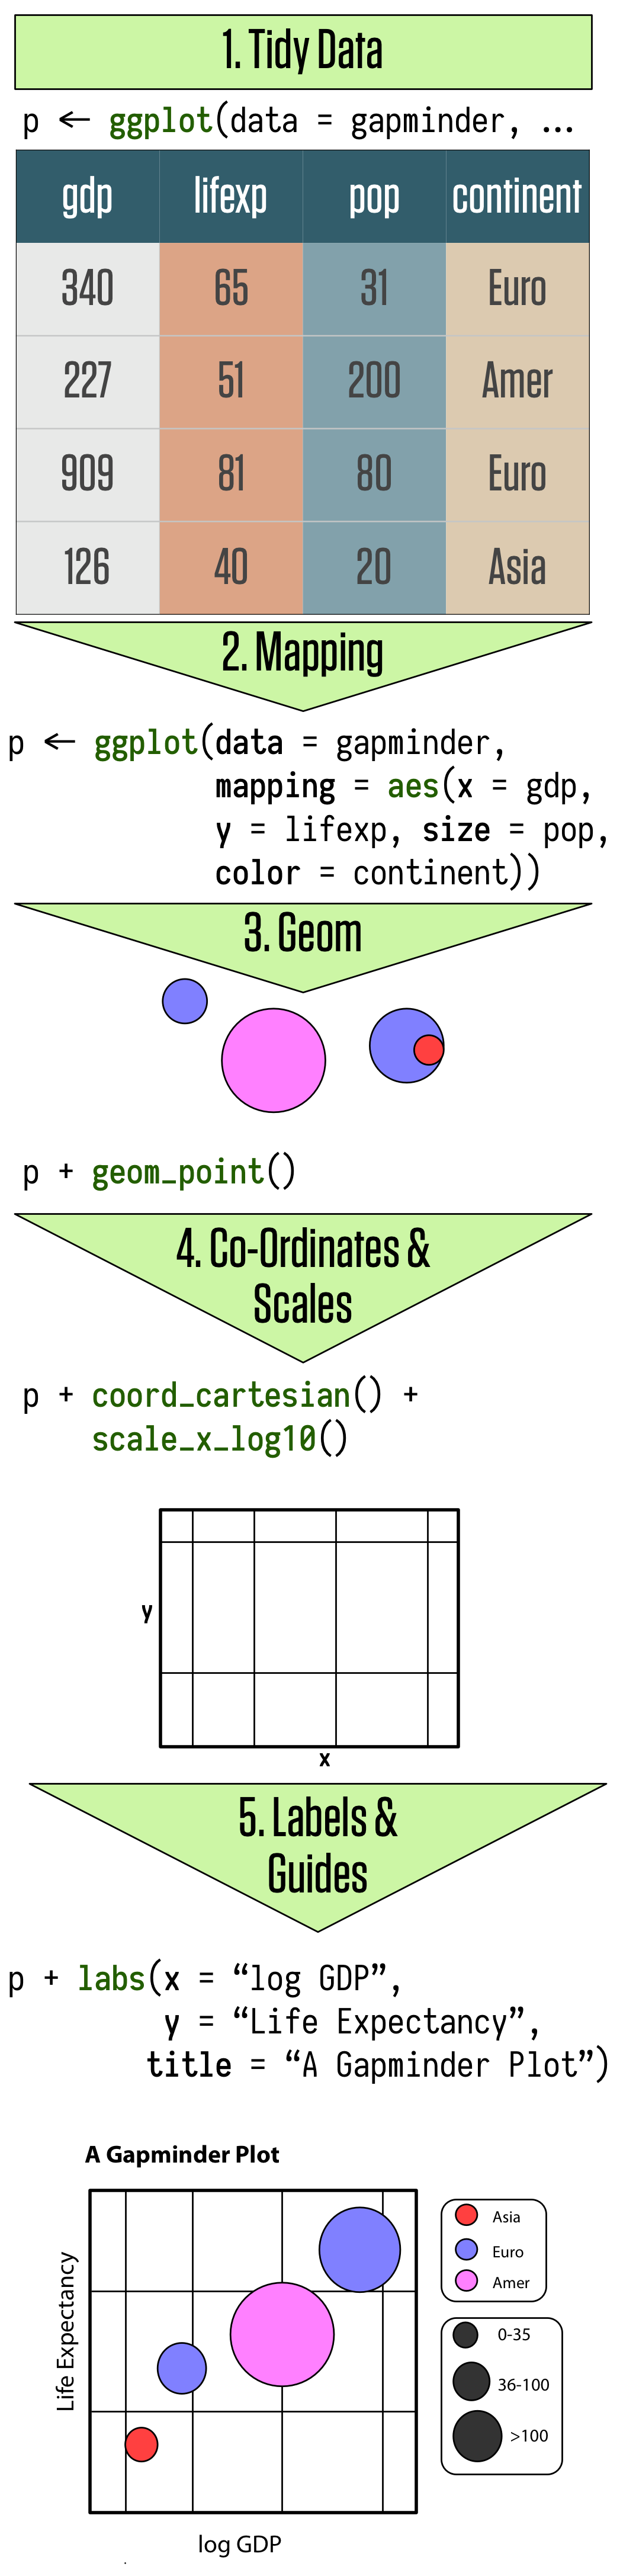 1. Tidy Data
p ← ggplot(data = gapminder, …
gdp lifexp pop continent
340 65 31 Euro
227 51 200 Amer
909 81 80 Euro
126 40 20 Asia
2. Mapping
p ← ggplot(data = gapminder,
mapping = aes(x = gdp,
y = lifexp, size = pop,
color = continent))
3. Geom
p + geom_point()
4. Co-Ordinates &
Scales
p + coord_cartesian() +
scale_x_log10()
y
x
5. Labels &
Guides
p + labs(x = “log GDP”,
y = “Life Expectancy”,
title = “A Gapminder Plot”)
A Gapminder Plot
Life Expectancy
Asia
Euro
Amer
0-35
36-100
>100
log GDP